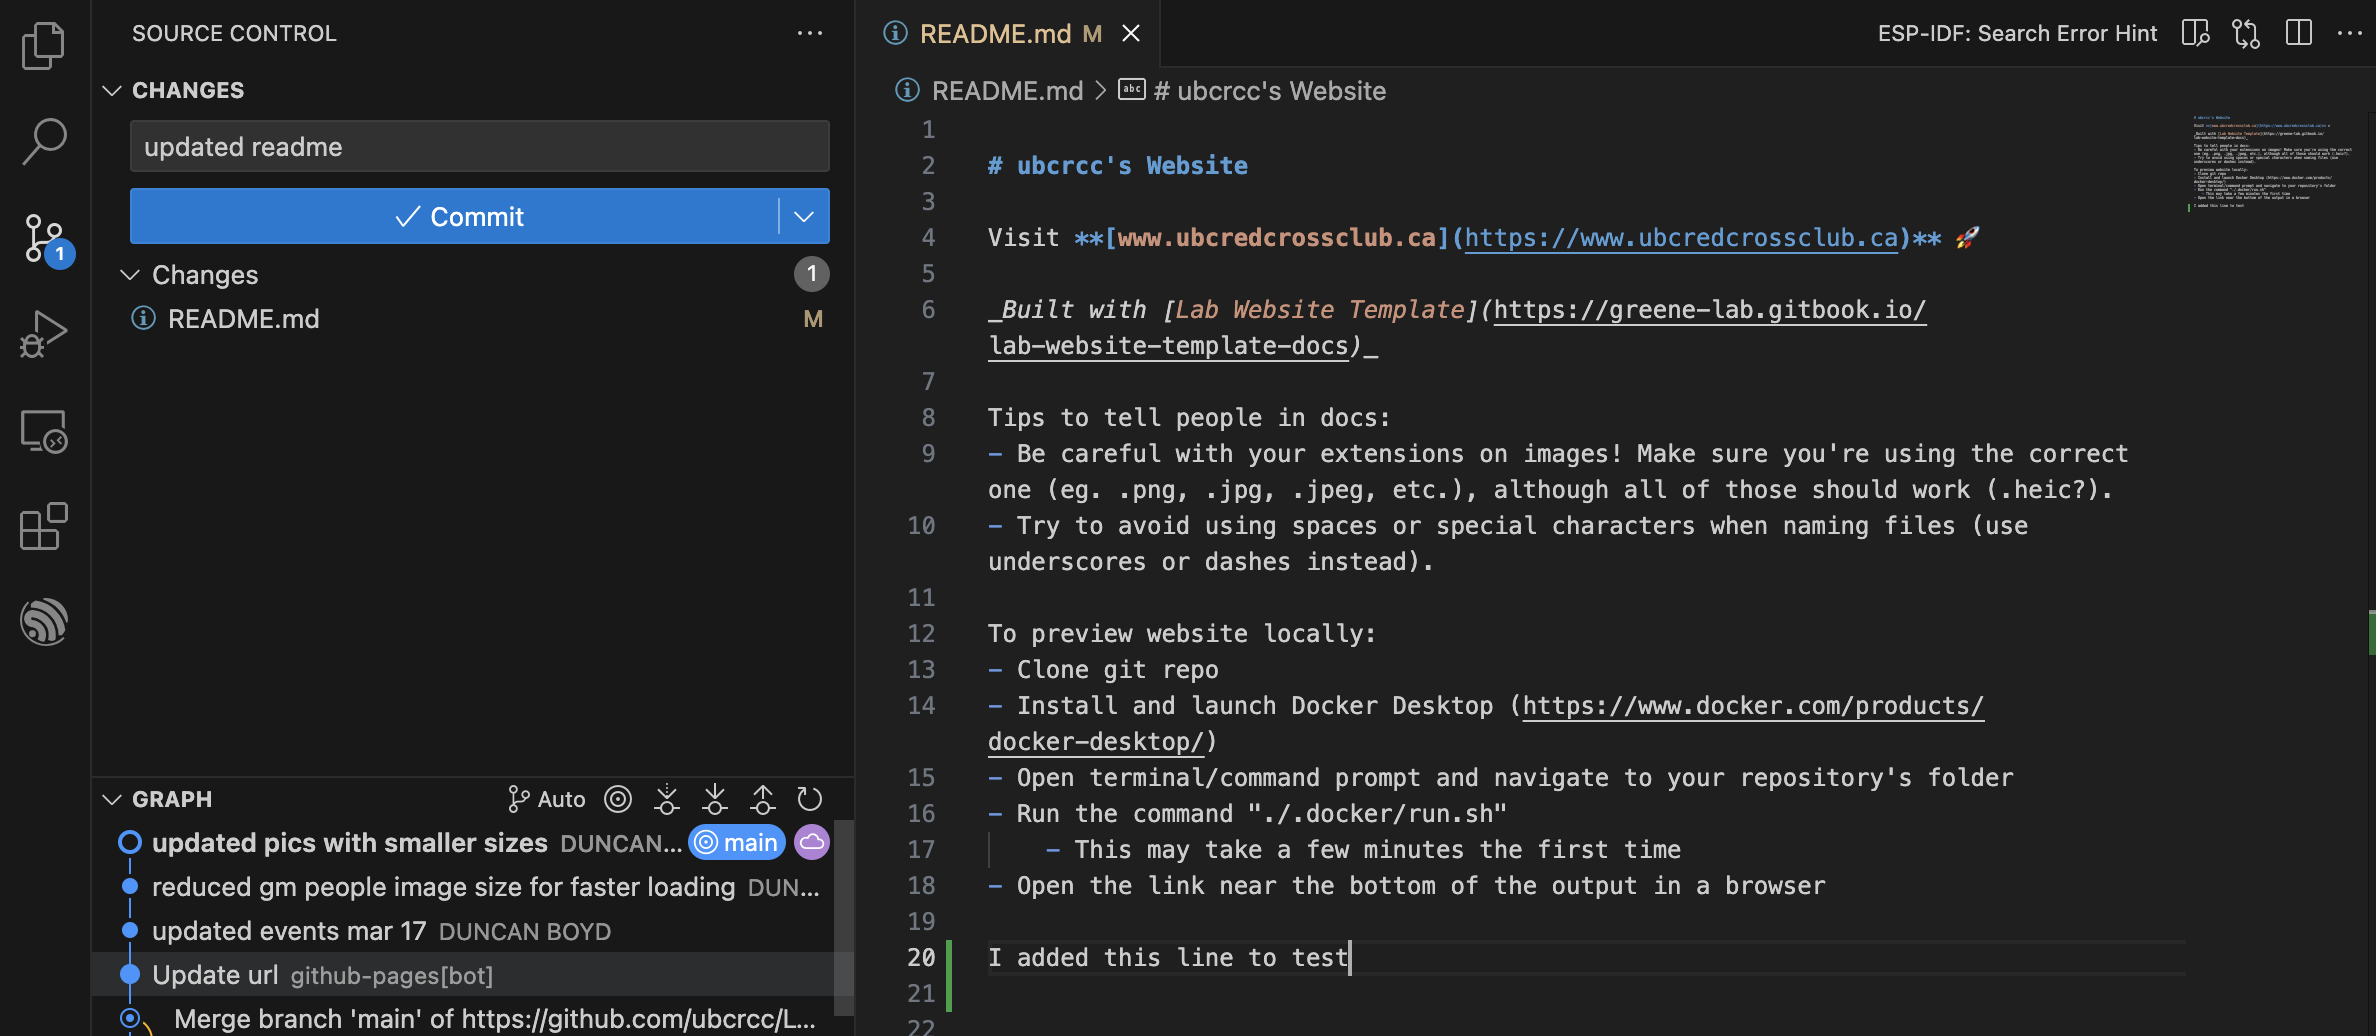 SOURCE CONTROL
CHANGES
updated readme
Commit
Changes
1
README.md
M
1
GRAPH
Auto
updated pics with smaller sizes DUNCAN... main
reduced gm people image size for faster loading DUN...
updated events mar 17 DUNCAN BOYD
Update url github-pages[bot]
Merge branch 'main' of https://github.com/ubcrcc/L...
README.md M
ESP-IDF: Search Error Hint
README.md > abc # ubcrcc's Website
1
2 # ubcrcc's Website
3
4 Visit **[www.ubcredcrossclub.ca](https://www.ubcredcrossclub.ca)** 🚀
5
6 _Built with [Lab Website Template](https://greene-lab.gitbook.io/
lab-website-template-docs)_
7
8 Tips to tell people in docs:
9 - Be careful with your extensions on images! Make sure you're using the correct
one (eg. .png, .jpg, .jpeg, etc.), although all of those should work (.heic?).
10 - Try to avoid using spaces or special characters when naming files (use
underscores or dashes instead).
11
12 To preview website locally:
13 - Clone git repo
14 - Install and launch Docker Desktop (https://www.docker.com/products/
docker-desktop/)
15 - Open terminal/command prompt and navigate to your repository's folder
16 - Run the command "./.docker/run.sh"
17 - This may take a few minutes the first time
18 - Open the link near the bottom of the output in a browser
19
20 I added this line to test
21
22